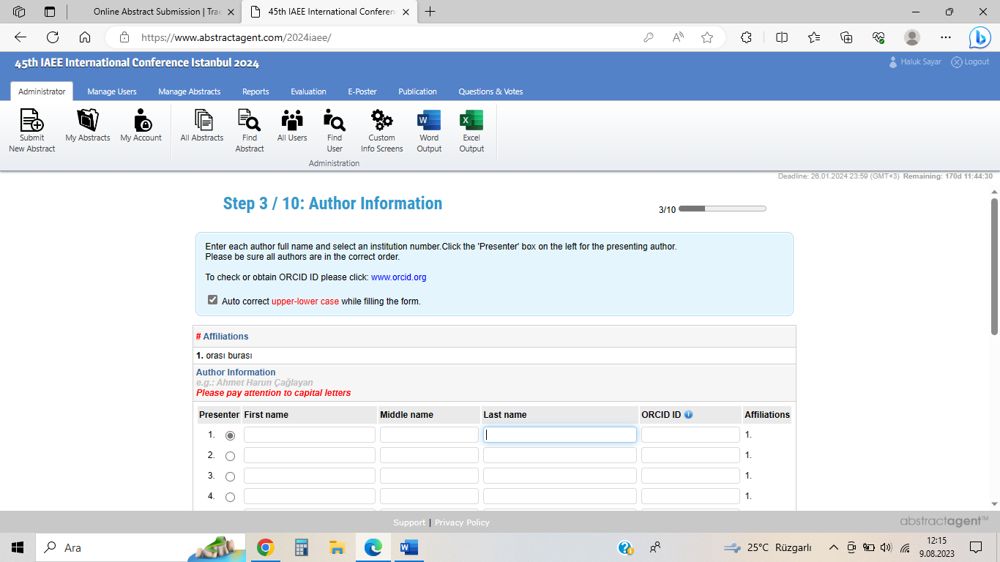 Online Abstract Submission | Trae
45th IAEE International Conferen
https://www.abstractagent.com/2024iaee/
45th IAEE International Conference Istanbul 2024
Haluk Sayar
Logout
Administrator
Manage Users
Manage Abstracts
Reports
Evaluation
E-Poster
Publication
Questions & Votes
Submit
New Abstract
My Abstracts
My Account
All Abstracts
Find
Abstract
All Users
Find
User
Custom
Info Screens
Word
Output
Excel
Output
Administration
Deadline: 26.01.2024 23:59 (GMT+3) Remaining: 170d 11:44:30
Step 3 / 10: Author Information
3/10
Enter each author full name and select an institution number.Click the 'Presenter' box on the left for the presenting author.
Please be sure all authors are in the correct order.
To check or obtain ORCID ID please click: www.orcid.org
Auto correct upper-lower case while filling the form.
# Affiliations
1. orası burası
Author Information
e.g.: Ahmet Harun Çağlayan
Please pay attention to capital letters
Presenter First name Middle name Last name ORCID ID Affiliations
1. 1.
2. 1.
3. 1.
4. 1.
Support | Privacy Policy
abstractagent™
Ara
25°C Rüzgarlı
12:15
9.08.2023